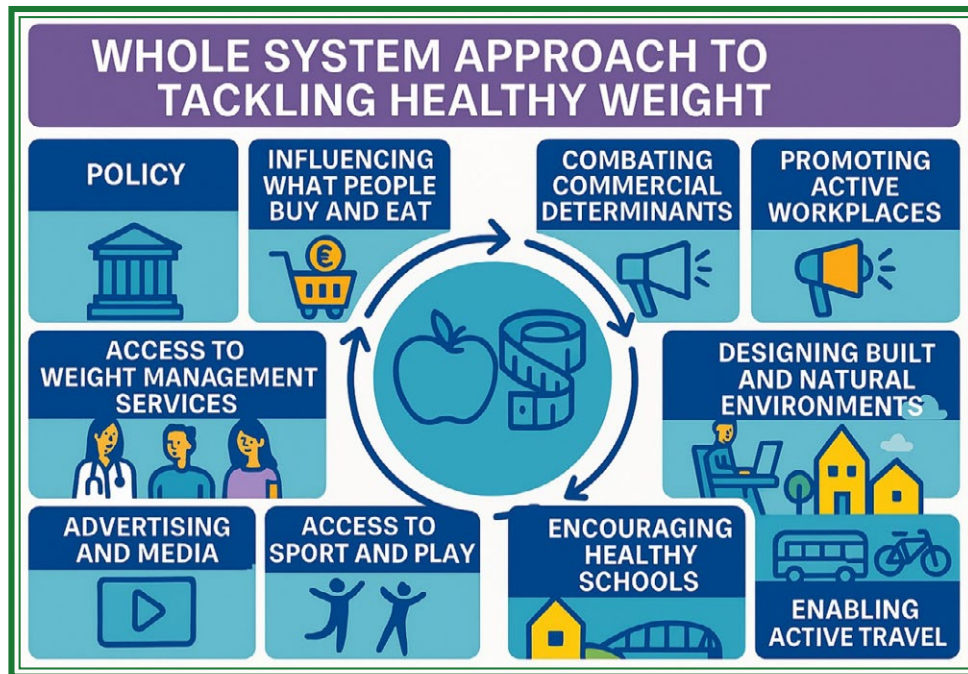 WHOLE SYSTEM APPROACH TO
TACKLING HEALTHY WEIGHT
POLICY
INFLUENCING
WHAT PEOPLE
BUY AND EAT
€
COMBATING
COMMERCIAL
DETERMINANTS
PROMOTING
ACTIVE
WORKPLACES
ACCESS TO
WEIGHT MANAGEMENT
SERVICES
DESIGNING BUILT
AND NATURAL
ENVIRONMENTS
ADVERTISING
AND MEDIA
ACCESS TO
SPORT AND PLAY
ENCOURAGING
HEALTHY
SCHOOLS
ENABLING
ACTIVE TRAVEL